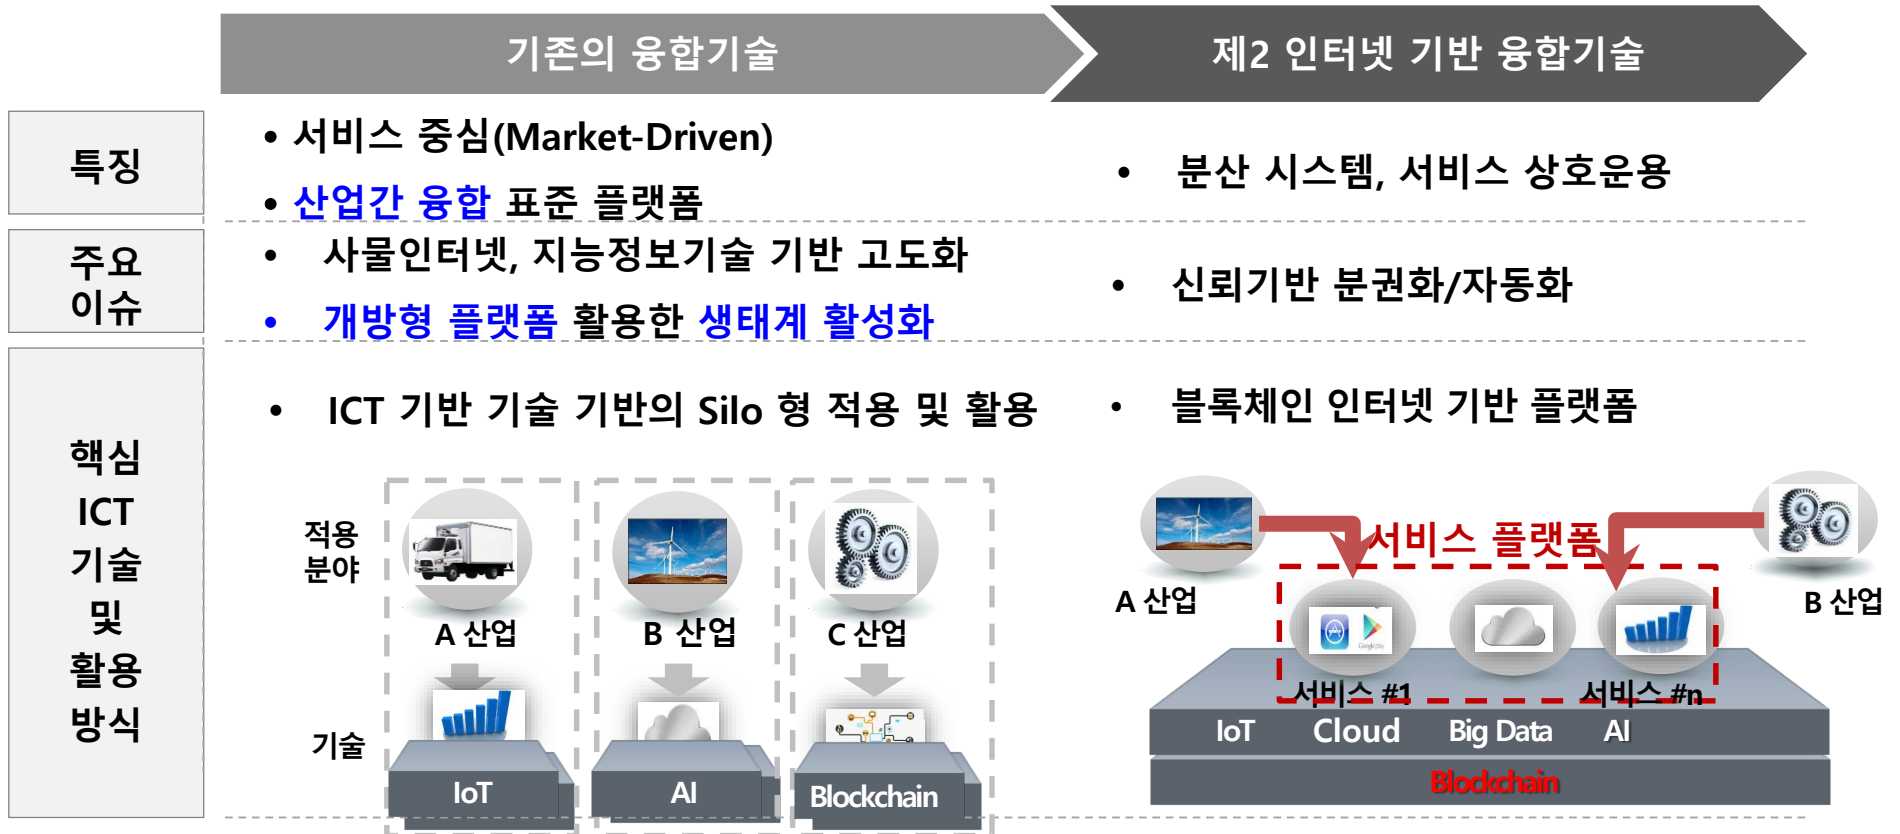 기존의 융합기술
제2 인터넷 기반 융합기술
특징
• 서비스 중심(Market-Driven)
• 산업간 융합 표준 플랫폼
• 분산 시스템, 서비스 상호운용
주요
이슈
• 사물인터넷, 지능정보기술 기반 고도화
• 개방형 플랫폼 활용한 생태계 활성화
• 신뢰기반 분권화/자동화
핵심
ICT
기술
및
활용
방식
• ICT 기반 기술 기반의 Silo 형 적용 및 활용
적용
분야
A 산업
B 산업
C 산업
기술
IoT
AI
Blockchain
• 블록체인 인터넷 기반 플랫폼
서비스 플랫폼
A 산업
B 산업
Google play
서비스 #1
서비스 #n
IoT
Cloud
Big Data
AI
Blockchain